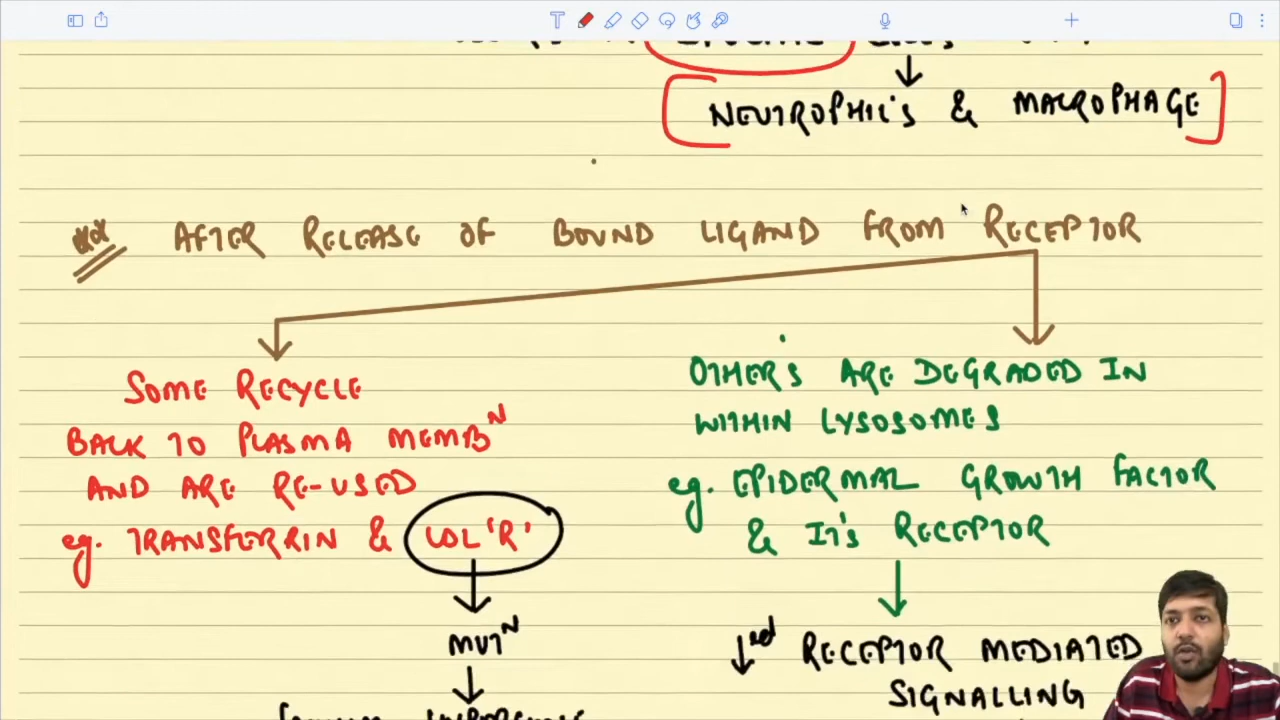 NEUTROPHIL'S & MACROPHAGE
AFTER RELEASE OF BOUND LIGAND FROM RECEPTOR
SOME RECYCLE
BACK TO PLASMA MEMBᴺ
AND ARE RE-USED
eg. TRANSFERRIN & LDL 'R'
MUTᴺ
OTHER'S ARE DEGRADED IN
WITHIN LYSOSOMES
eg. EPIDERMAL GROWTH FACTOR
& IT'S RECEPTOR
↓ed RECEPTOR MEDIATED
SIGNALLING